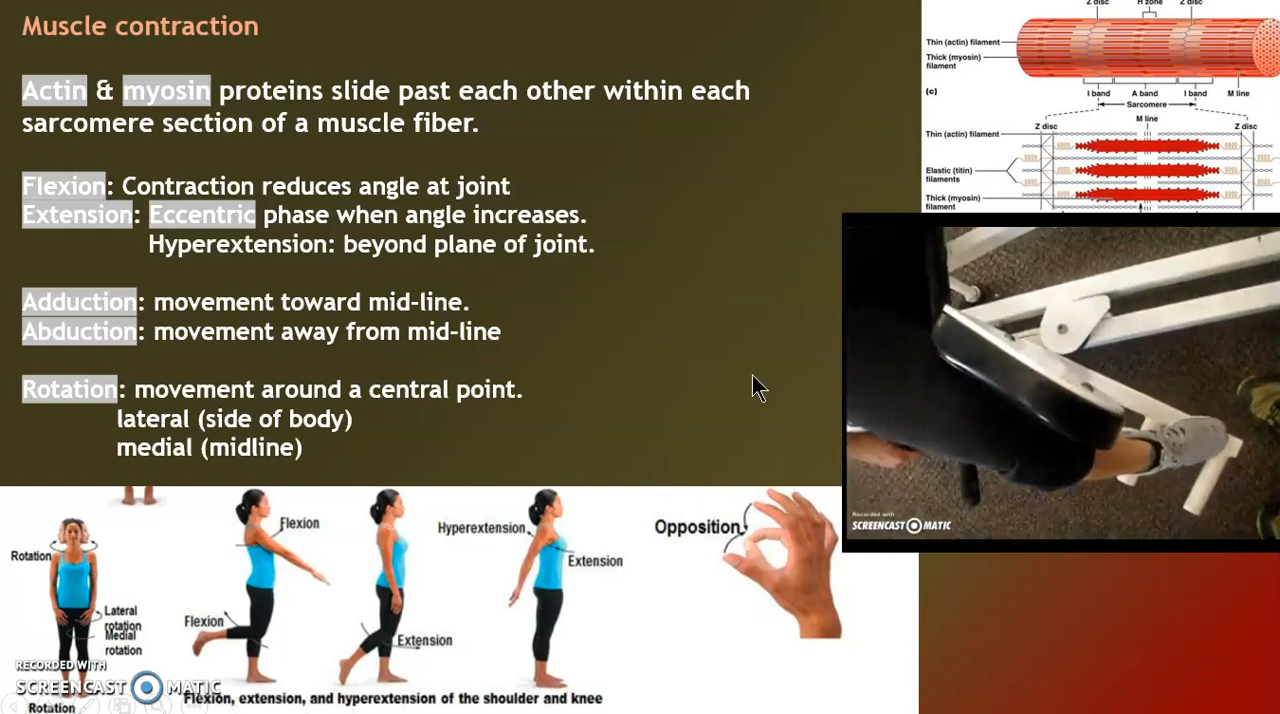 Muscle contraction
Actin & myosin proteins slide past each other within each
sarcomere section of a muscle fiber.
Flexion: Contraction reduces angle at joint
Extension: Eccentric phase when angle increases.
Hyperextension: beyond plane of joint.
Adduction: movement toward mid-line.
Abduction: movement away from mid-line
Rotation: movement around a central point.
lateral (side of body)
medial (midline)
Z disc H zone Z disc
Thin (actin) filament
Thick (myosin)
filament
(c)
I band A band I band M line
Sarcomere
M line
Z disc Z disc
Thin (actin) filament
Elastic (titin)
filaments
Thick (myosin)
filament
Recorded with
SCREENCAST MATIC
Rotation
Lateral
rotation
Medial
rotation
Flexion
Flexion
Extension
Hyperextension
Extension
Opposition
RECORDED WITH
SCREENCAST MATIC
Flexion, extension, and hyperextension of the shoulder and knee
Rotation